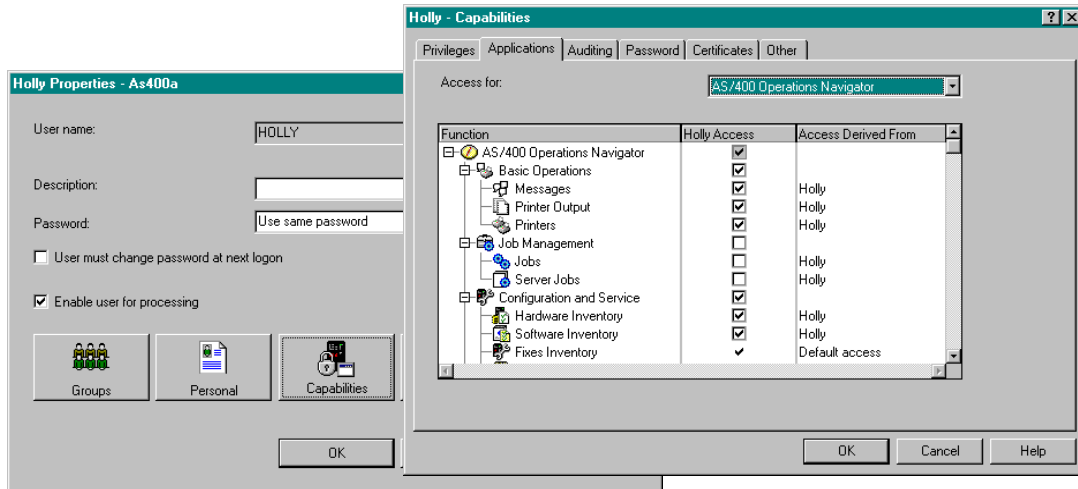 Holly Properties - As400a
User name:
HOLLY
Description:
Password:
Use same password
User must change password at next logon
Enable user for processing
Groups
Personal
Capabilities
OK
Holly - Capabilities
Privileges
Applications
Auditing
Password
Certificates
Other
Access for:
AS/400 Operations Navigator
Function Holly Access Access Derived From
AS/400 Operations Navigator
Basic Operations
Messages Holly
Printer Output Holly
Printers Holly
Job Management
Jobs Holly
Server Jobs Holly
Configuration and Service
Hardware Inventory Holly
Software Inventory Holly
Fixes Inventory Default access
OK
Cancel
Help